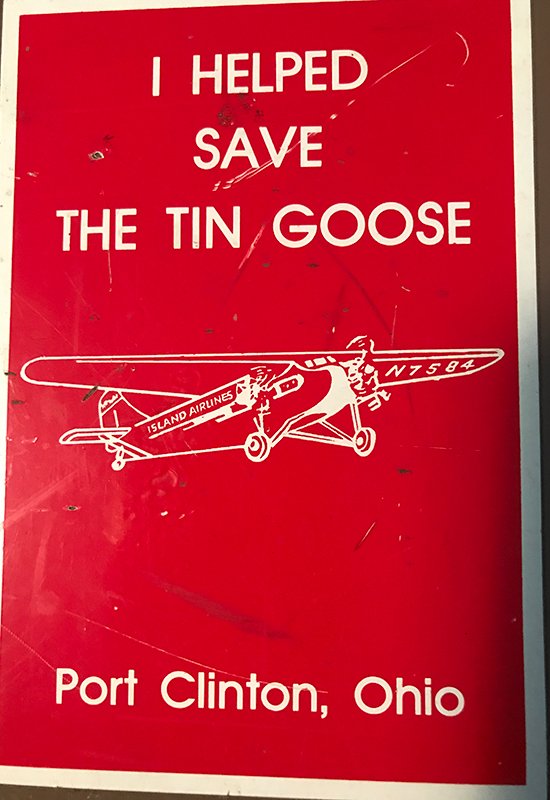 I HELPED
SAVE
THE TIN GOOSE
N7584
ISLAND AIRLINES
Port Clinton, Ohio